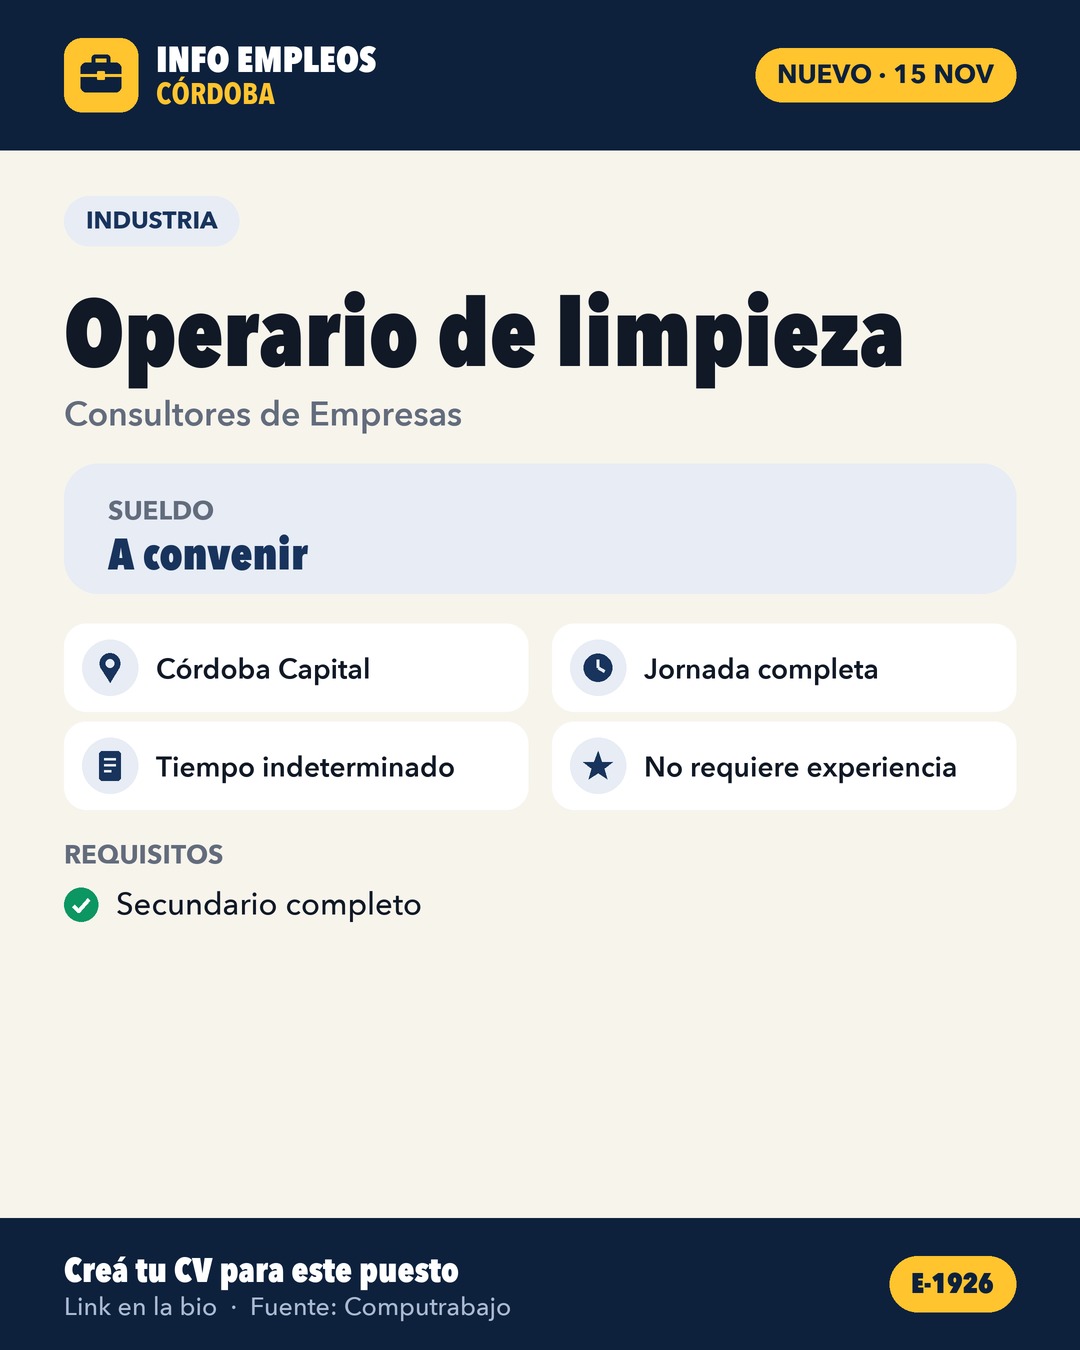 INFO EMPLEOS
CÓRDOBA
NUEVO · 15 NOV
INDUSTRIA
Operario de limpieza
Consultores de Empresas
SUELDO
A convenir
Córdoba Capital
Jornada completa
Tiempo indeterminado
No requiere experiencia
REQUISITOS
Secundario completo
Creá tu CV para este puesto
Link en la bio · Fuente: Computrabajo
E-1926